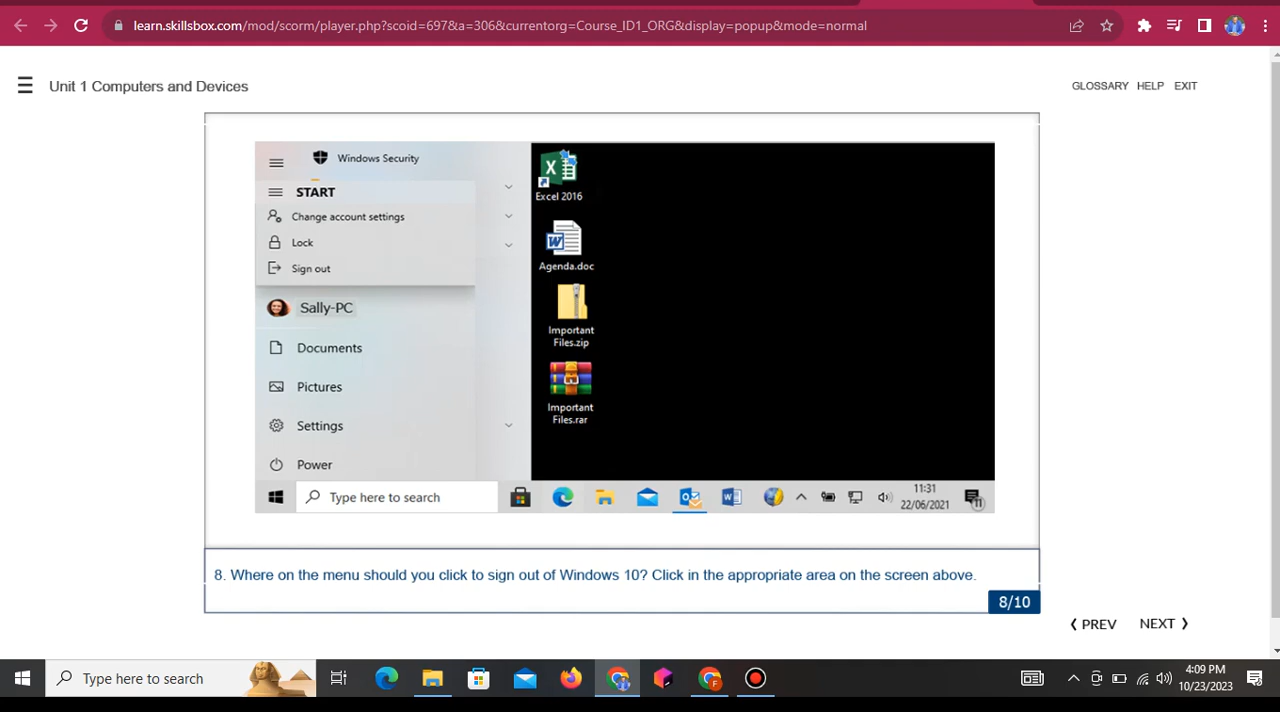 learn.skillsbox.com/mod/scorm/player.php?scoid=697&a=306&currentorg=Course_ID1_ORG&display=popup&mode=normal
Unit 1 Computers and Devices
GLOSSARY HELP EXIT
Windows Security
START
Change account settings
Lock
Sign out
Sally-PC
Documents
Pictures
Settings
Power
Excel 2016
Agenda.doc
Important
Files.zip
Important
Files.rar
Type here to search
11:31
22/06/2021
8. Where on the menu should you click to sign out of Windows 10? Click in the appropriate area on the screen above.
8/10
❮ PREV NEXT ❯
Type here to search
4:09 PM
10/23/2023